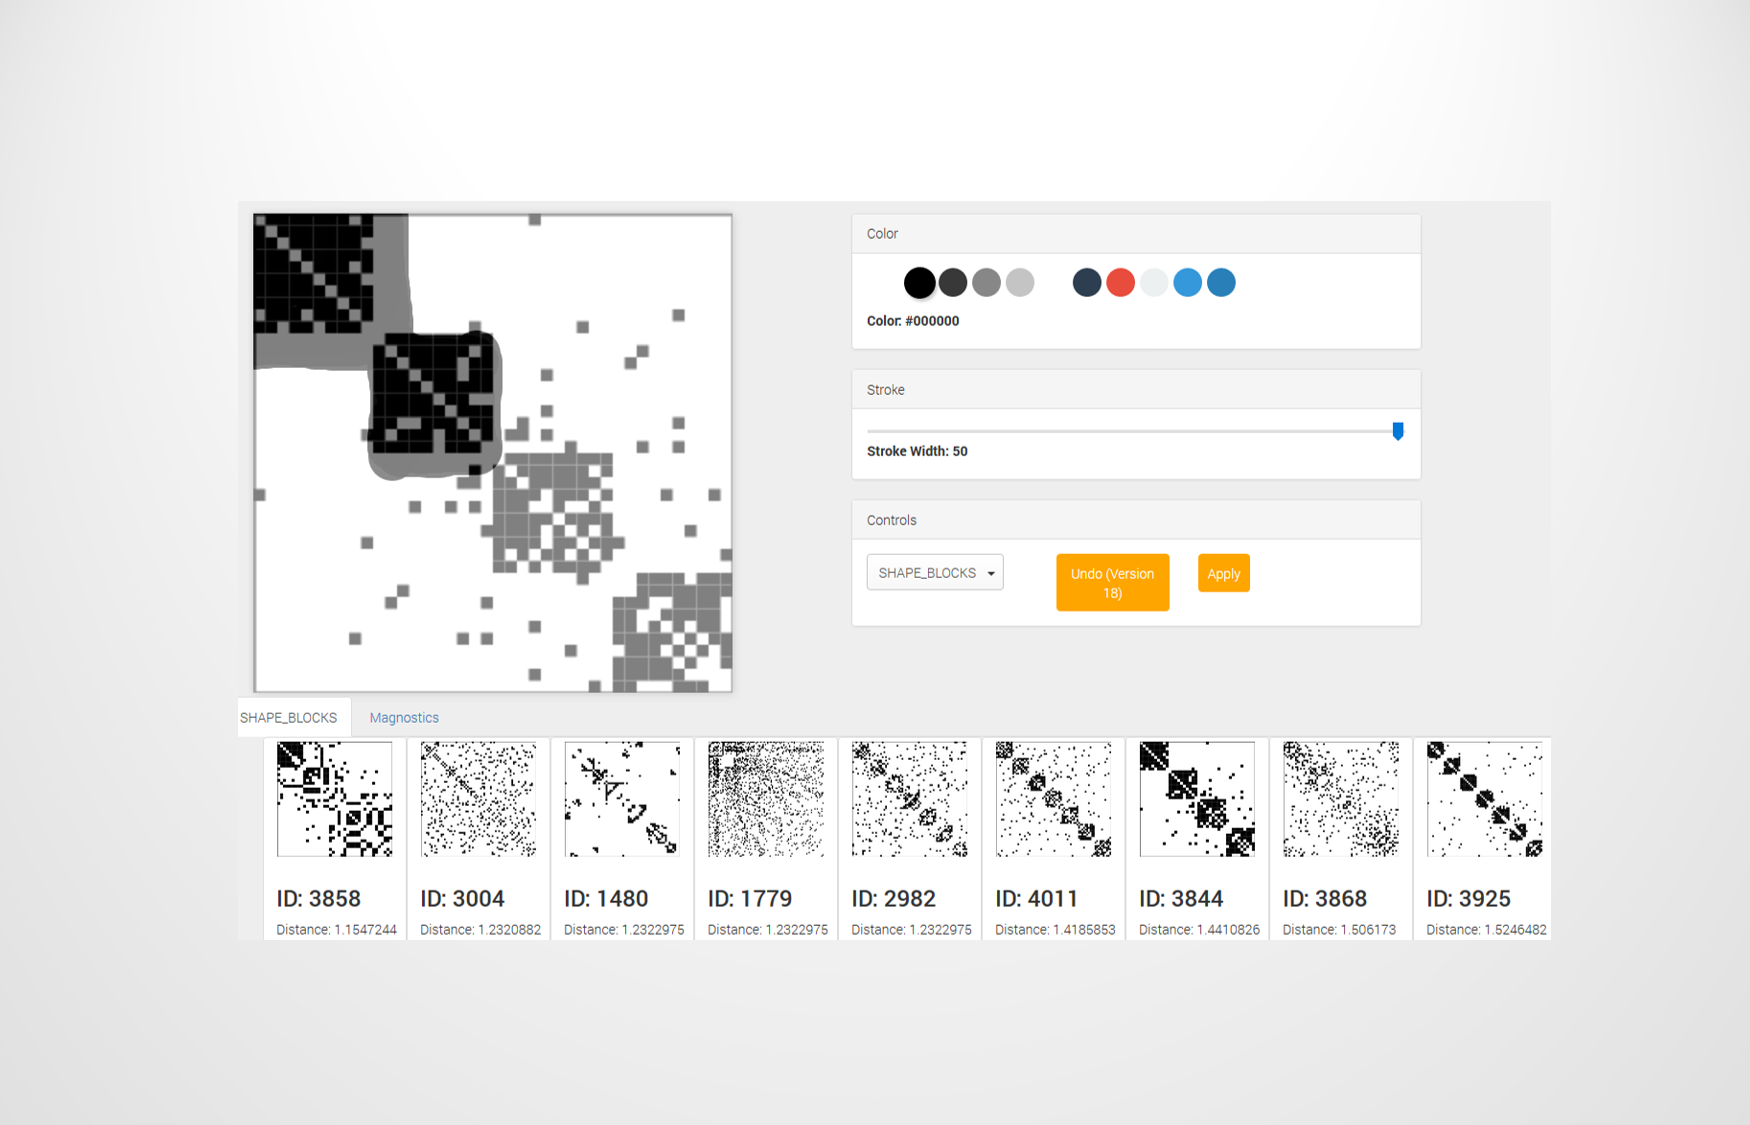 Color
Color: #000000
Stroke
Stroke Width: 50
Controls
SHAPE_BLOCKS
Undo (Version
18)
Apply
SHAPE_BLOCKS
Magnostics
ID: 3858
Distance: 1.1547244
ID: 3004
Distance: 1.2320882
ID: 1480
Distance: 1.2322975
ID: 1779
Distance: 1.2322975
ID: 2982
Distance: 1.2322975
ID: 4011
Distance: 1.4185853
ID: 3844
Distance: 1.4410826
ID: 3868
Distance: 1.506173
ID: 3925
Distance: 1.5246482